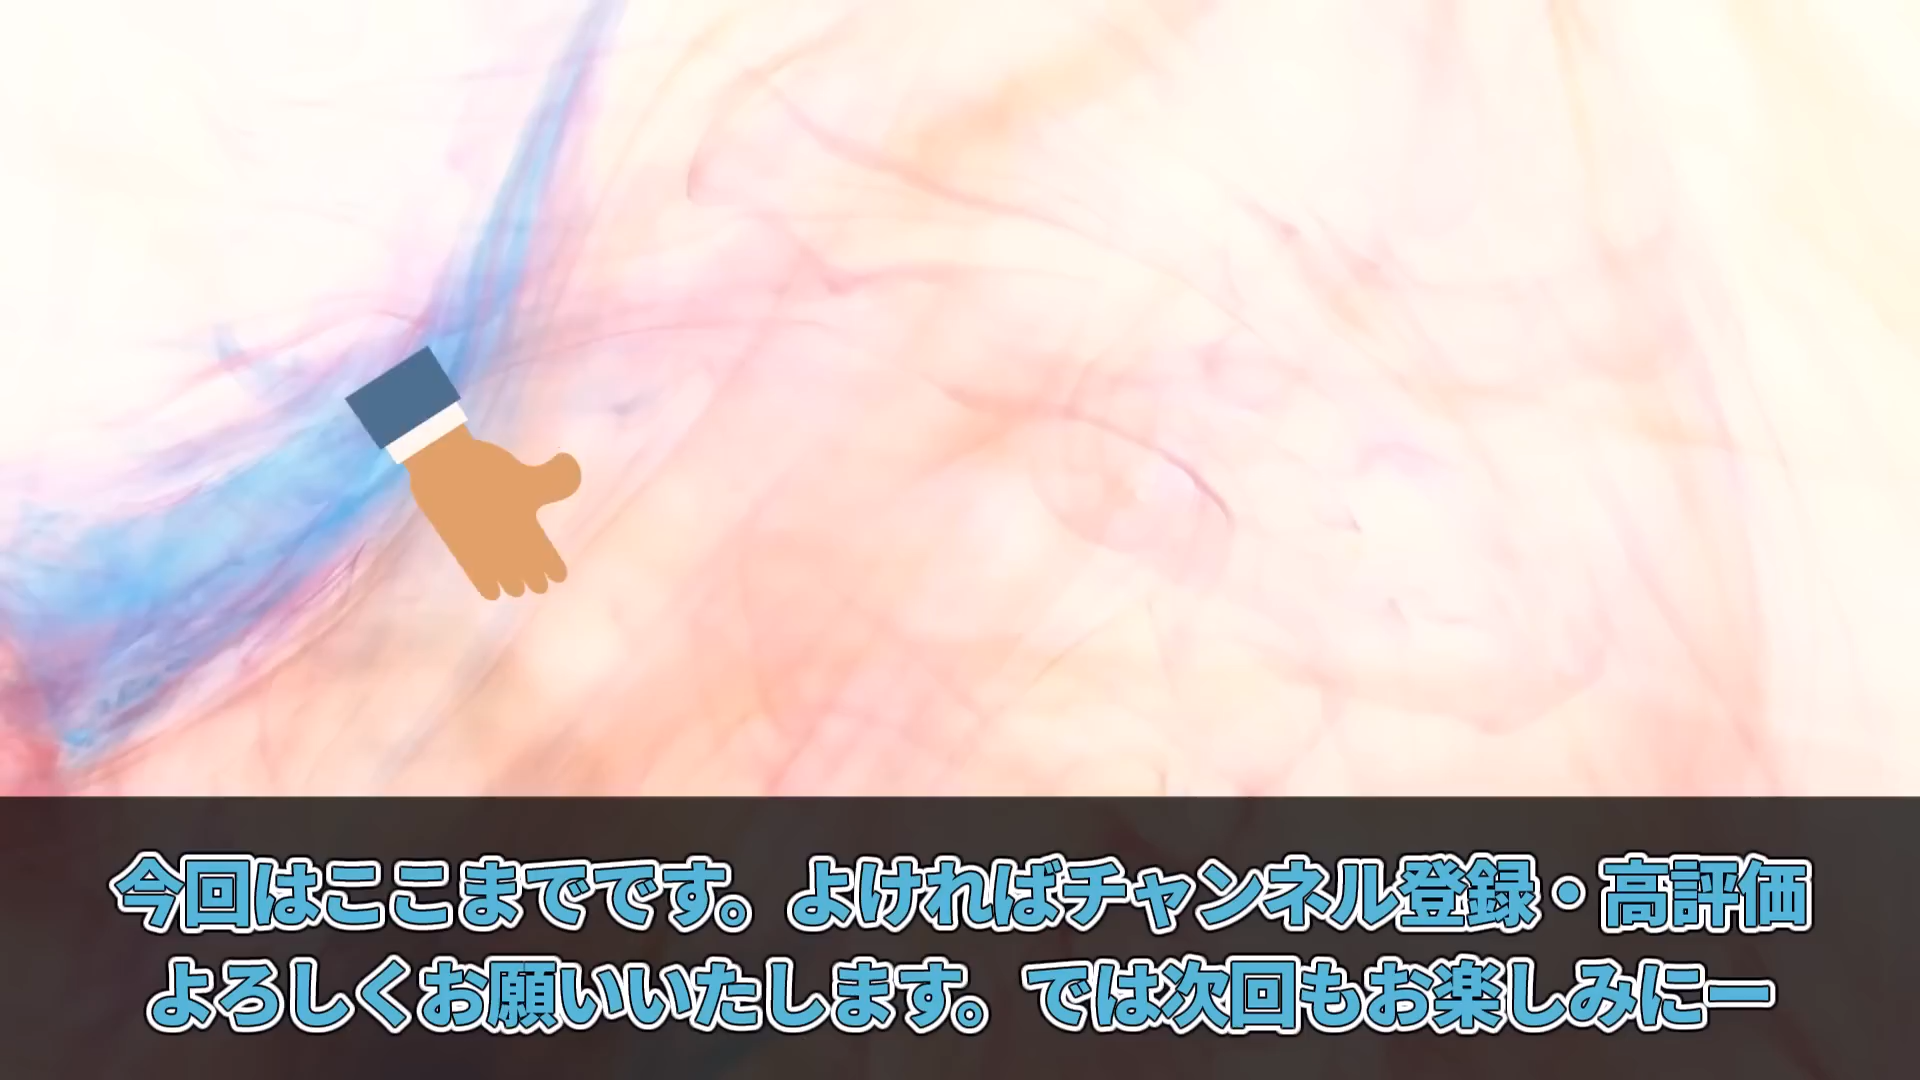 今回はここまでです。よければチャンネル登録・高評価
よろしくお願いいたします。では次回もお楽しみにー